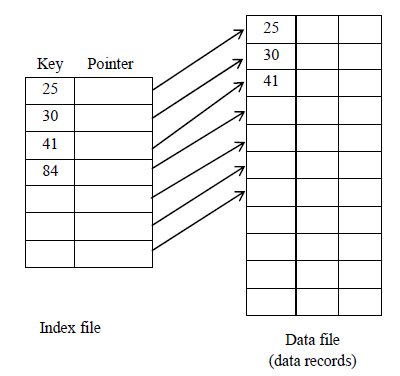 Key Pointer
25
30
41
84
25
30
41
Index file
Data file
(data records)